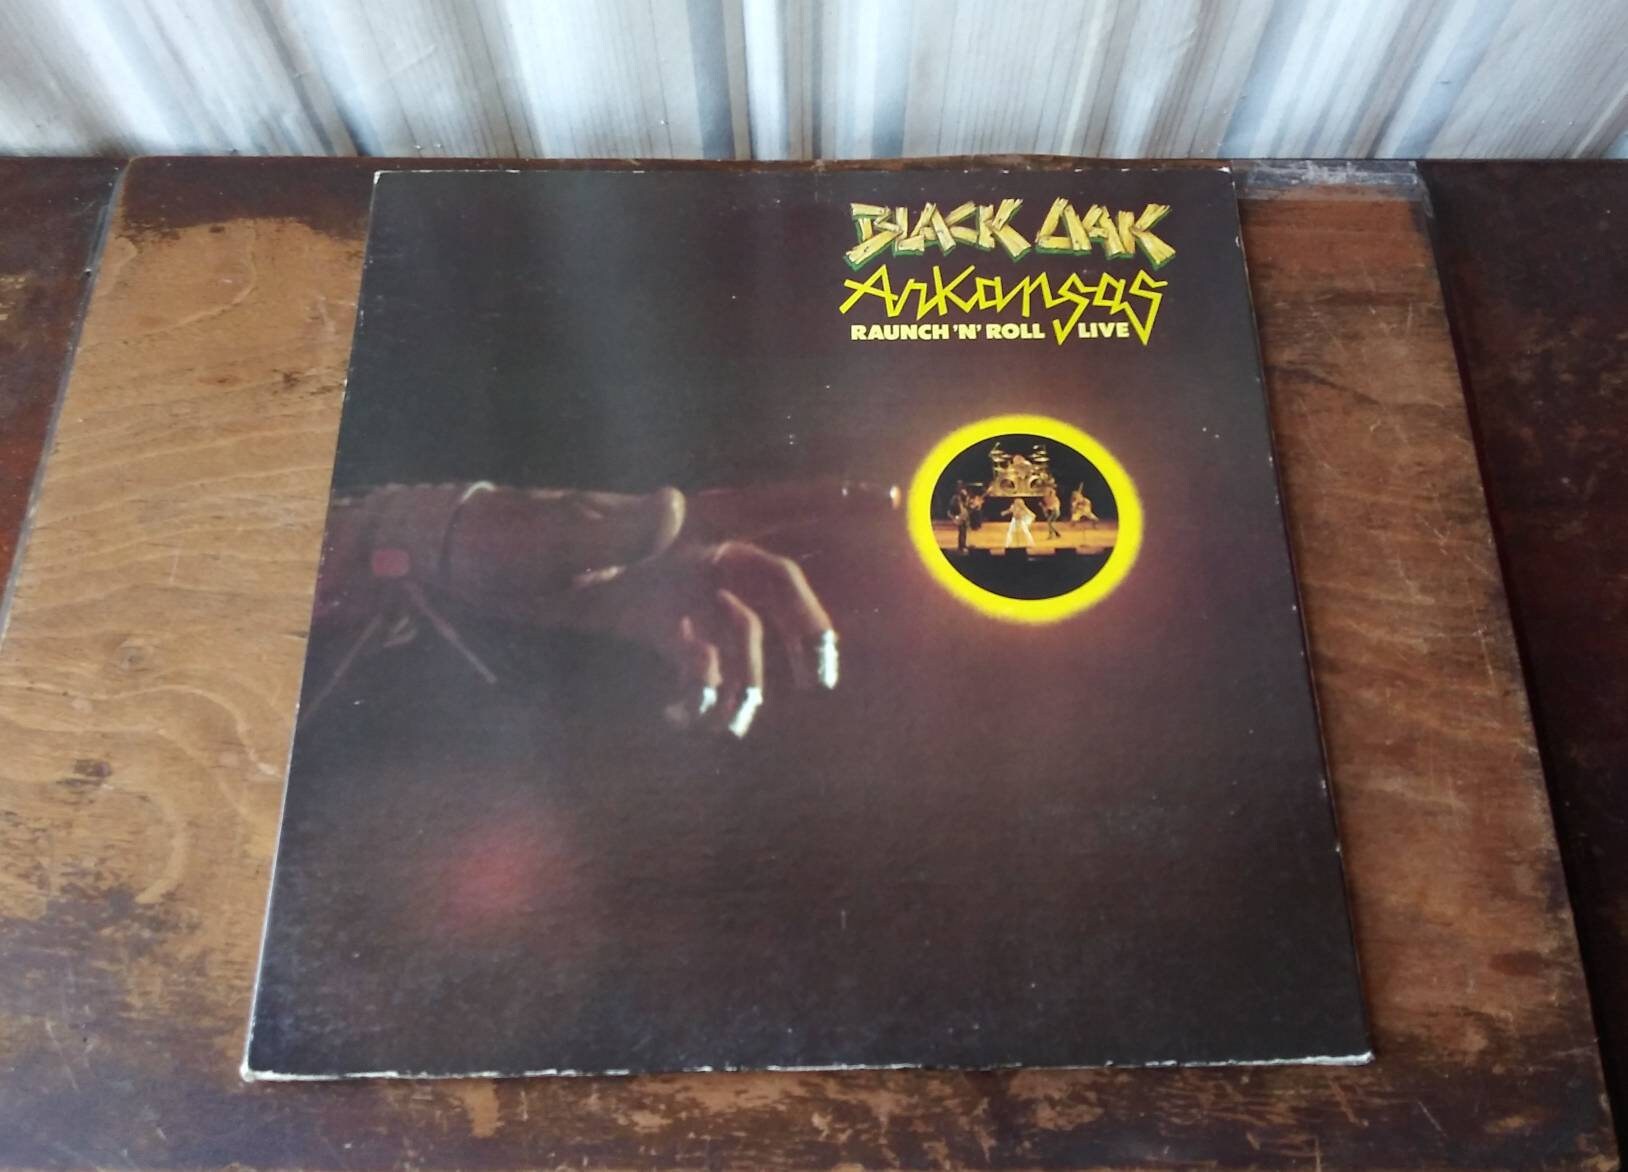 BLACK OAK
Arkansas
RAUNCH 'N' ROLL LIVE